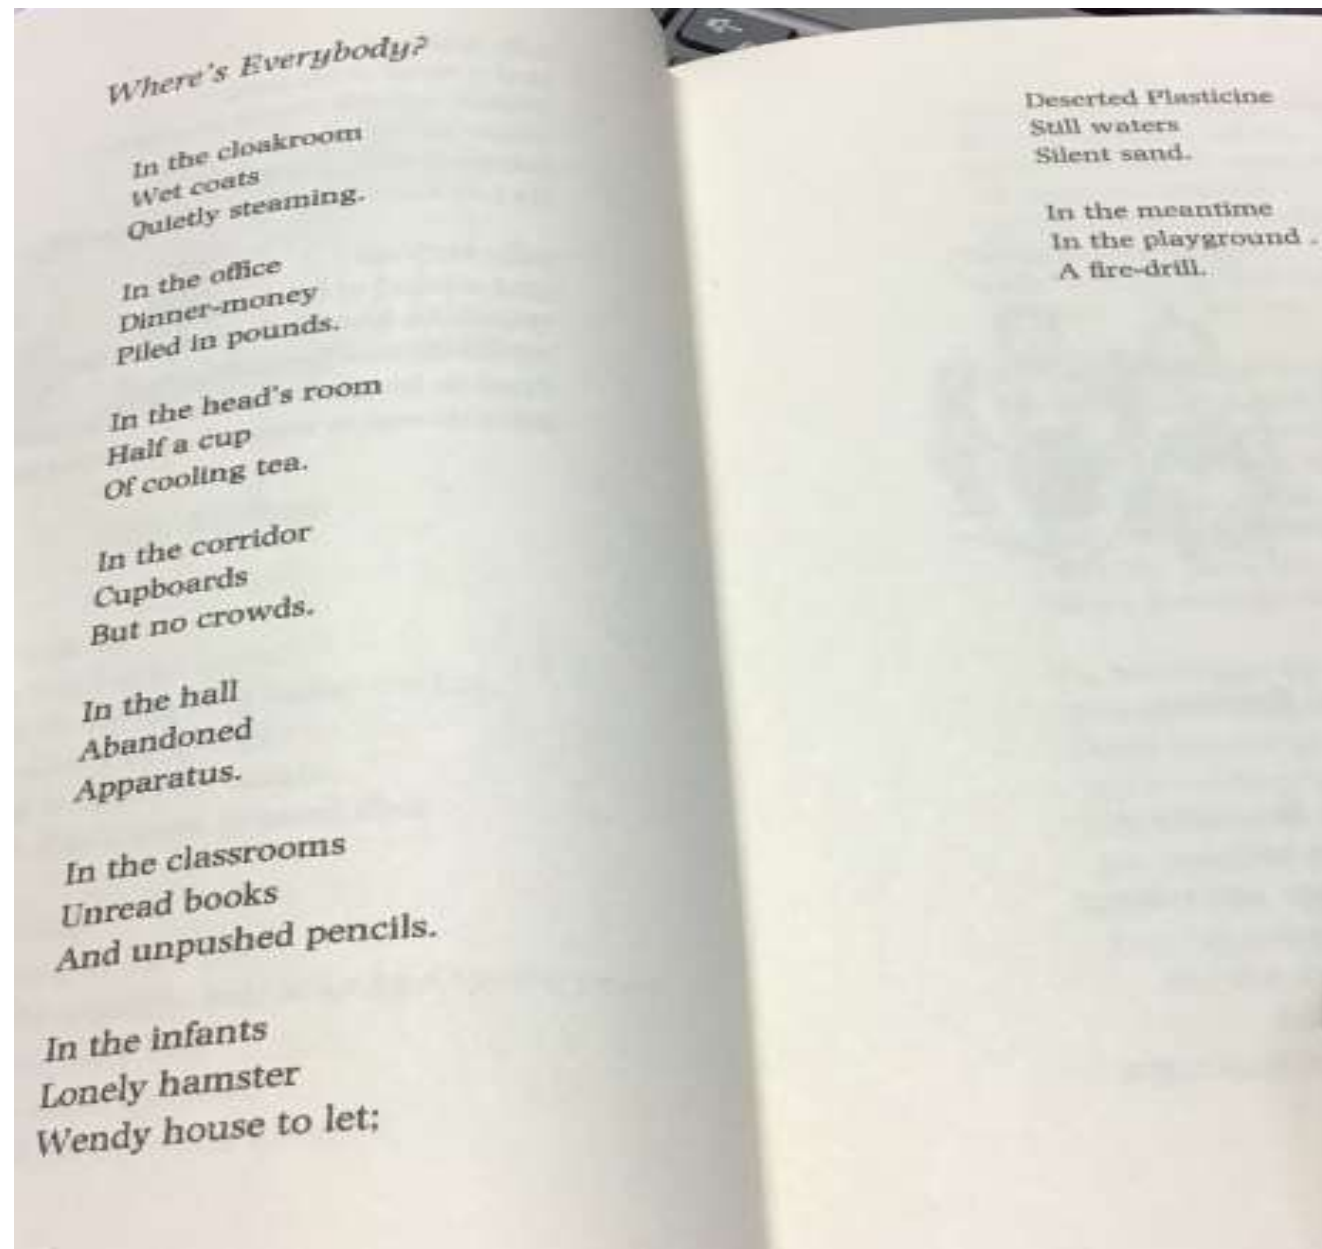 Where's Everybody?
In the cloakroom
Wet coats
Quietly steaming.
In the office
Dinner-money
Piled in pounds.
In the head's room
Half a cup
Of cooling tea.
In the corridor
Cupboards
But no crowds.
In the hall
Abandoned
Apparatus.
In the classrooms
Unread books
And unpushed pencils.
In the infants
Lonely hamster
Wendy house to let;
Deserted Plasticine
Still waters
Silent sand.
In the meantime
In the playground .
A fire-drill.